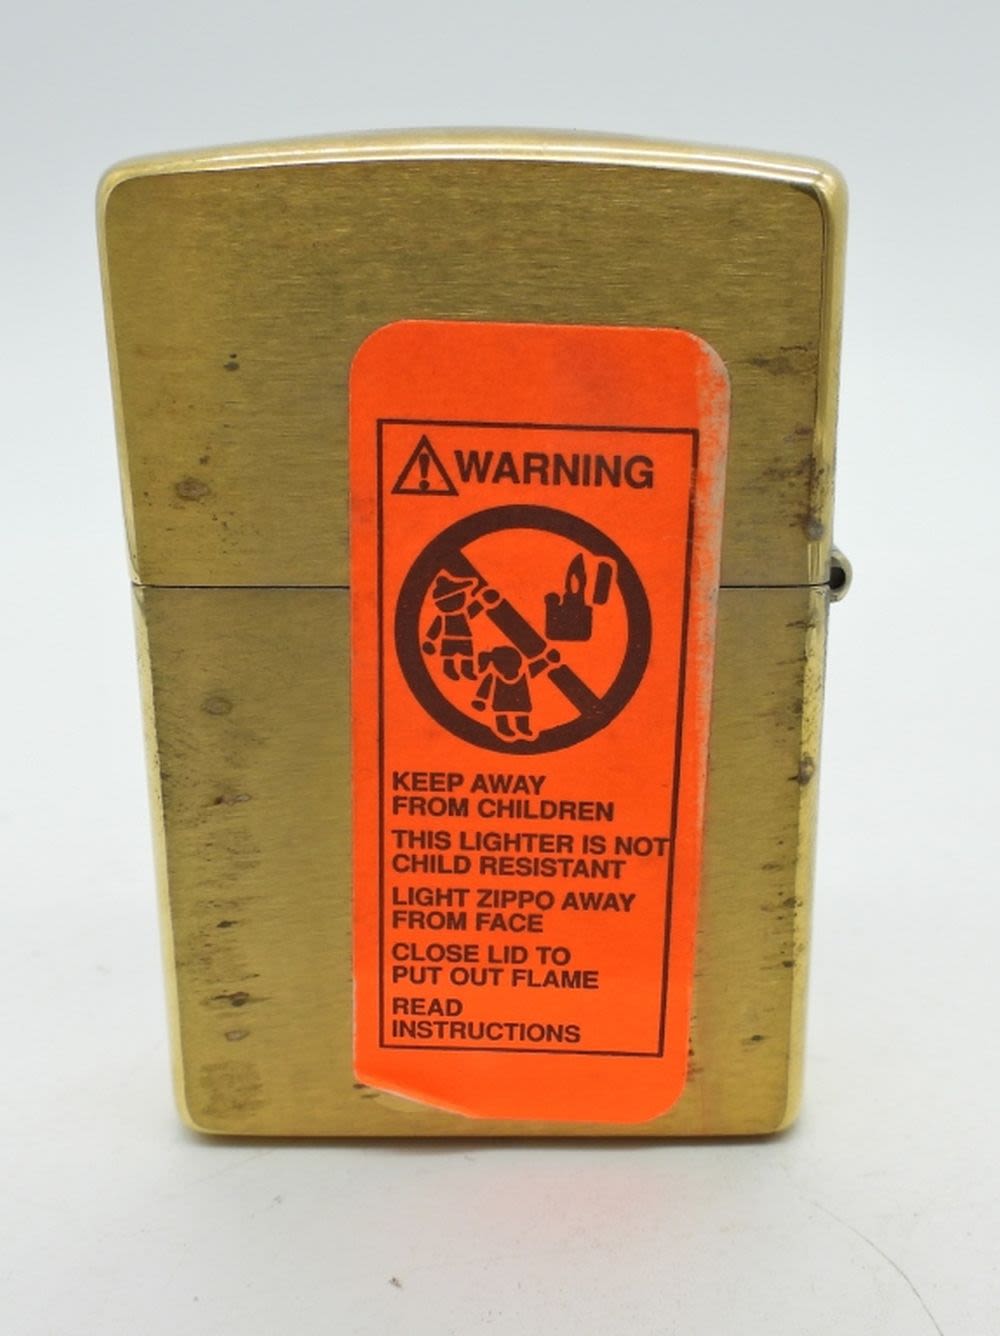 WARNING
KEEP AWAY
FROM CHILDREN
THIS LIGHTER IS NOT
CHILD RESISTANT
LIGHT ZIPPO AWAY
FROM FACE
CLOSE LID TO
PUT OUT FLAME
READ
INSTRUCTIONS